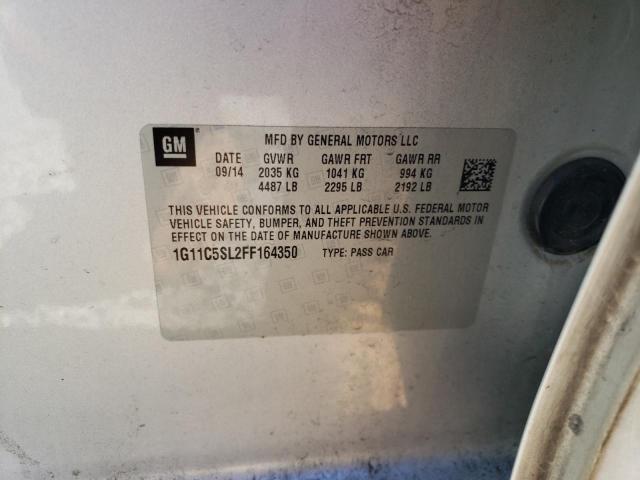 GM
MFD BY GENERAL MOTORS LLC
DATE GVWR GAWR FRT GAWR RR
09/14 2035 KG 1041 KG 994 KG
4487 LB 2295 LB 2192 LB
THIS VEHICLE CONFORMS TO ALL APPLICABLE U.S. FEDERAL MOTOR
VEHICLE SAFETY, BUMPER, AND THEFT PREVENTION STANDARDS IN
EFFECT ON THE DATE OF MANUFACTURE SHOWN ABOVE.
1G11C5SL2FF164350 TYPE: PASS CAR